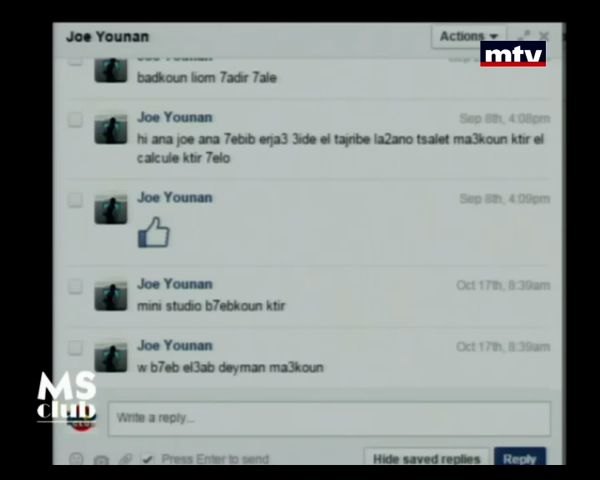 Joe Younan
Actions
mtv
badkoun liom 7adir 7ale
Joe Younan
Sep 8th, 4:08pm
hi ana joe ana 7ebib erja3 3ide el tajribe la2ano tsalet ma3koun ktir el
calcule ktir 7elo
Joe Younan
Sep 8th, 4:09pm
Joe Younan
Oct 17th, 8:39am
mini studio b7ebkoun ktir
Joe Younan
Oct 17th, 8:39am
w b7eb el3ab deyman ma3koun
MS
club
Write a reply...
Press Enter to send
Hide saved replies
Reply